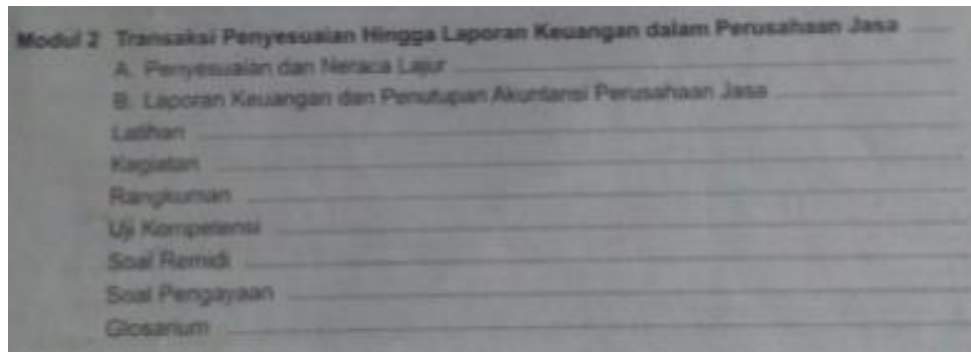 Modul 2 Transaksi Penyesuaian Hingga Laporan Keuangan dalam Perusahaan Jasa
A. Penyesuaian dan Neraca Lajur
B. Laporan Keuangan dan Penutupan Akuntansi Perusahaan Jasa
Latihan
Kegiatan
Rangkuman
Uji Kompetensi
Soal Remidi
Soal Pengayaan
Glosarium